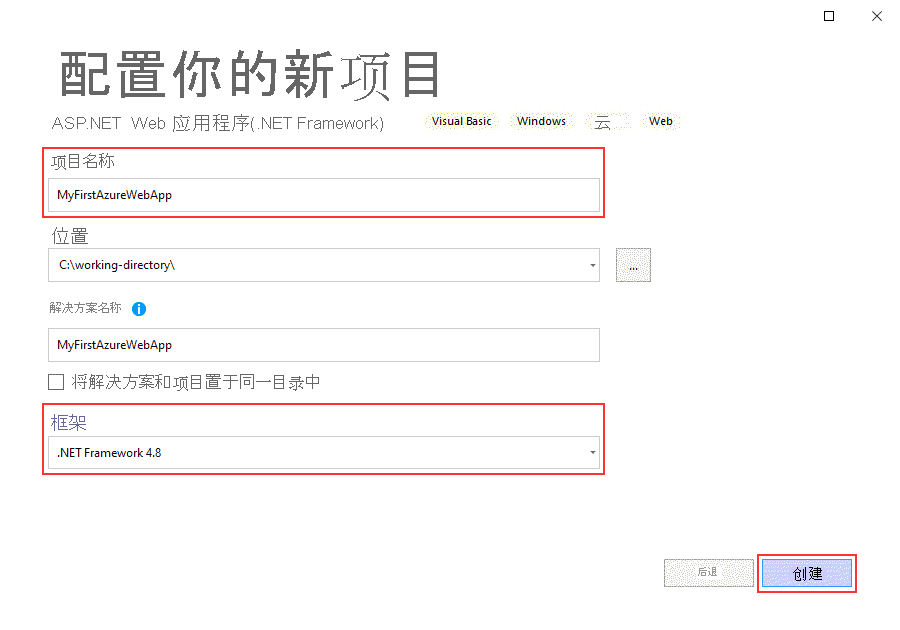 配置你的新项目
ASP.NET Web 应用程序(.NET Framework) Visual Basic Windows 云 Web
项目名称
MyFirstAzureWebApp
位置
C:\working-directory\
...
解决方案名称
MyFirstAzureWebApp
将解决方案和项目置于同一目录中
框架
.NET Framework 4.8
后退 创建